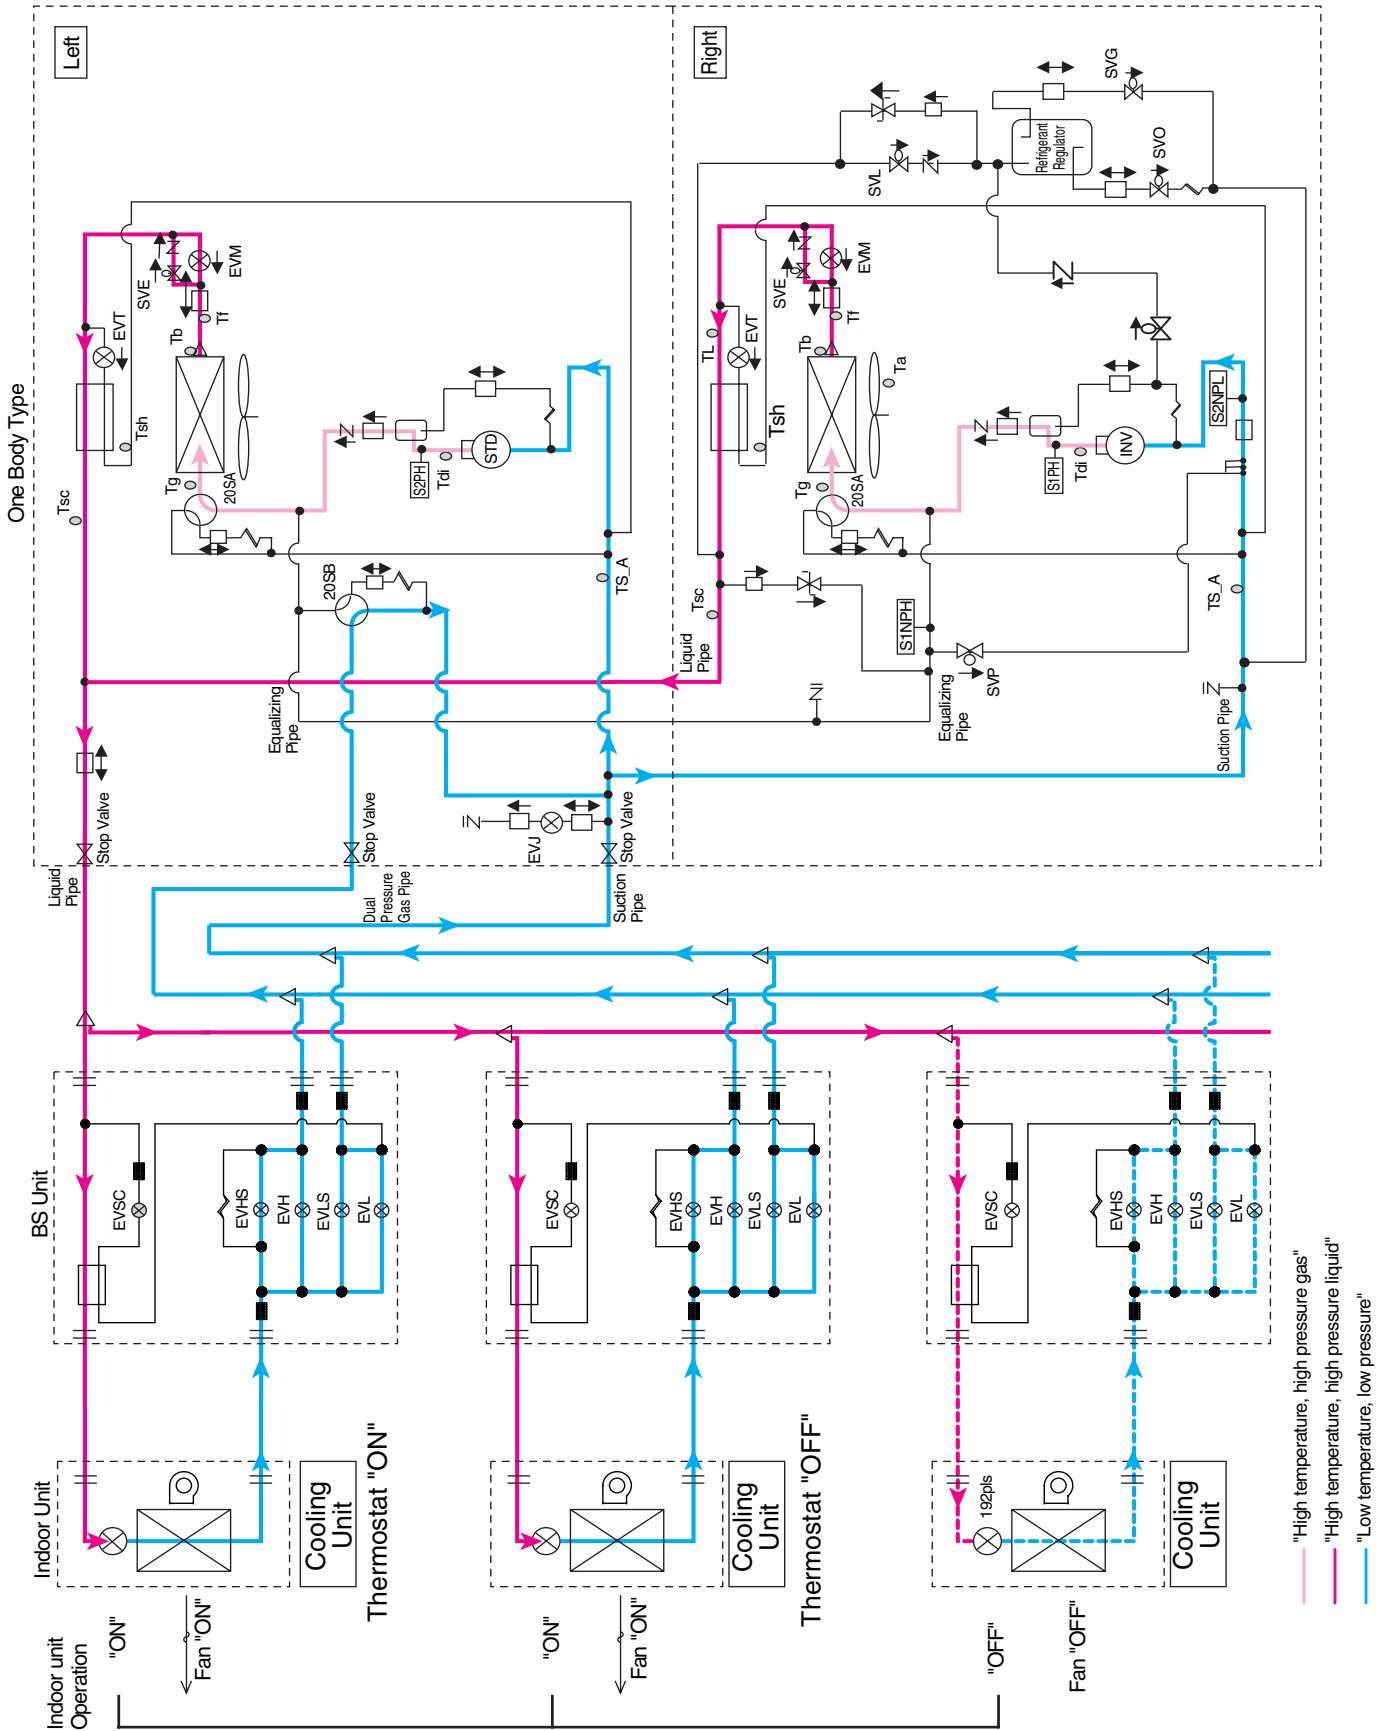 One Body Type
Left
Tsc
Tsh
EVT
Tb
SVE
EVM
Tf
Tg
20SA
S2PH
Tdi
STD
20SB
TS_A
Equalizing
Pipe
Stop Valve
Stop Valve
EVJ
Stop Valve
Right
SVG
SVL
Refrigerant
Regulator
SVO
TL
EVT
Tsh
SVE
EVM
Tb
Tf
Ta
Tg
20SA
S1PH
Tdi
INV
S2NPL
TS_A
Tsc
Liquid
Pipe
S1NPH
SVP
Equalizing
Pipe
Suction Pipe
Liquid
Pipe
Dual
Pressure
Gas Pipe
Suction
Pipe
BS Unit
EVSC
EVHS
EVH
EVLS
EVL
EVSC
EVHS
EVH
EVLS
EVL
EVSC
EVHS
EVH
EVLS
EVL
Indoor Unit
Cooling
Unit
Thermostat "ON"
Cooling
Unit
Thermostat "OFF"
192pls
Cooling
Unit
Indoor unit
Operation
"ON"
Fan "ON"
"ON"
Fan "ON"
"OFF"
Fan "OFF"
"High temperature, high pressure gas"
"High temperature, high pressure liquid"
"Low temperature, low pressure"